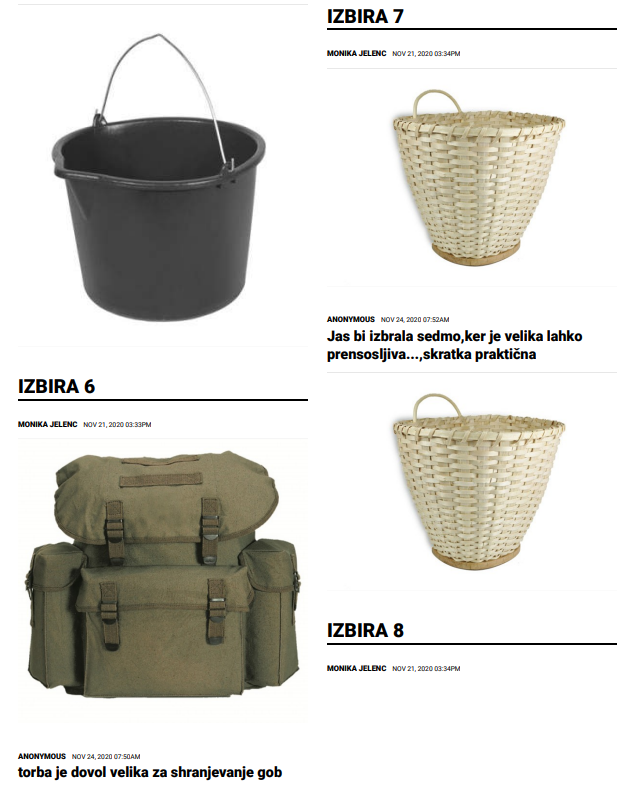 IZBIRA 6
MONIKA JELENC NOV 21, 2020 03:33PM
ANONYMOUS NOV 24, 2020 07:50AM
torba je dovol velika za shranjevanje gob
IZBIRA 7
MONIKA JELENC NOV 21, 2020 03:34PM
ANONYMOUS NOV 24, 2020 07:52AM
Jas bi izbrala sedmo,ker je velika lahko
prensosljiva...,skratka praktična
IZBIRA 8
MONIKA JELENC NOV 21, 2020 03:34PM